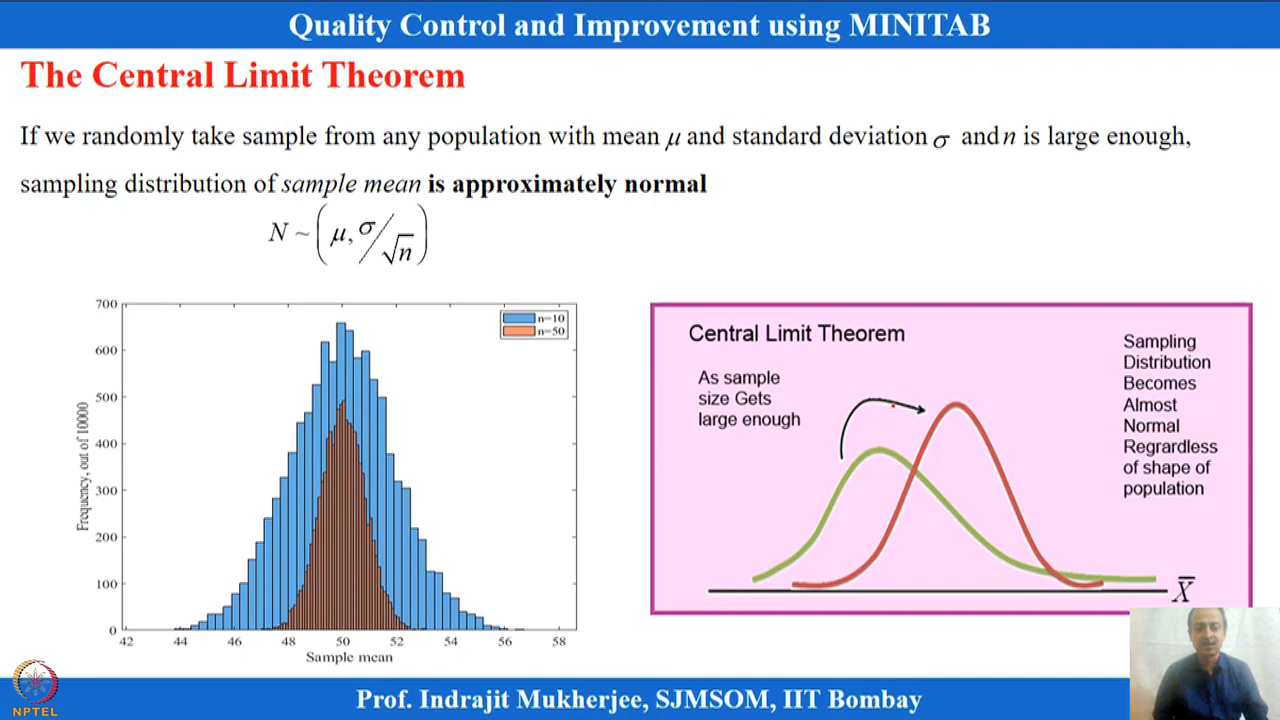 Quality Control and Improvement using MINITAB
The Central Limit Theorem
If we randomly take sample from any population with mean μ and standard deviation σ and n is large enough,
sampling distribution of sample mean is approximately normal
N ~ (μ, σ/√n)
700
600
500
400
300
200
100
0
Frequency, out of 10000
n=10
n=50
42 44 46 48 50 52 54 56 58
Sample mean
Central Limit Theorem
As sample
size Gets
large enough
Sampling
Distribution
Becomes
Almost
Normal
Regrardless
of shape of
population
X̅
NPTEL
Prof. Indrajit Mukherjee, SJMSOM, IIT Bombay